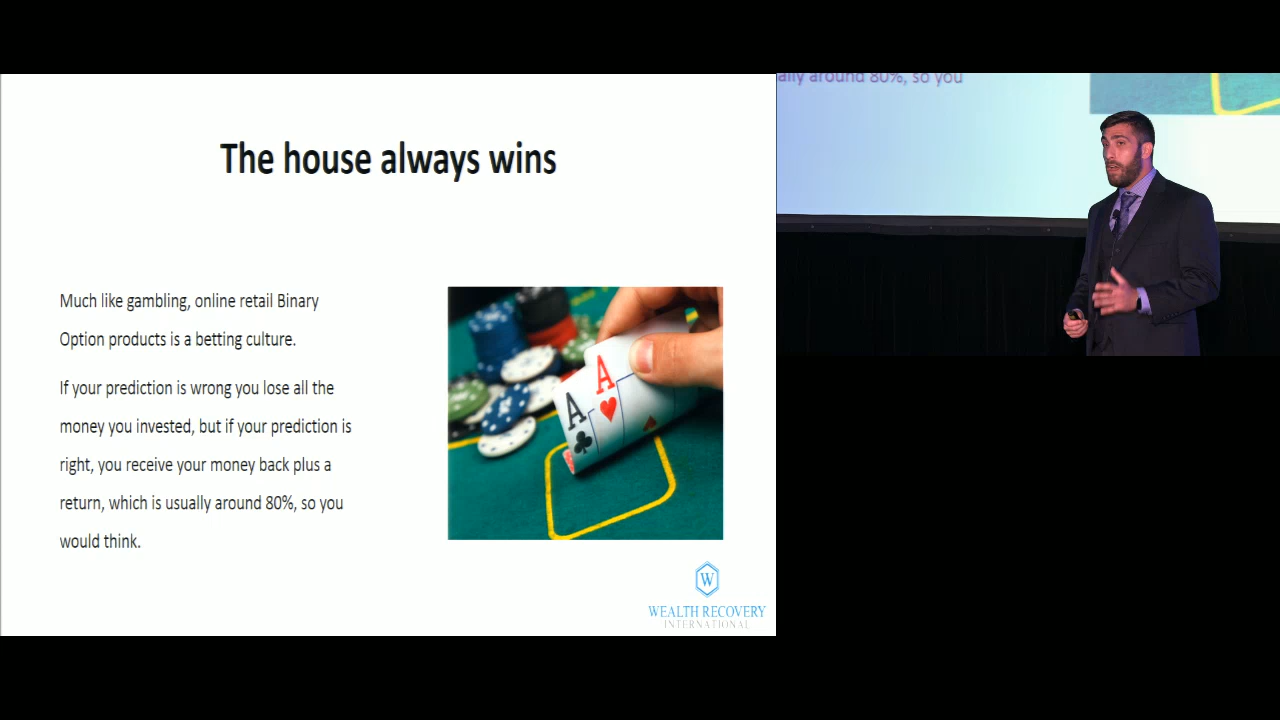 The house always wins
Much like gambling, online retail Binary
Option products is a betting culture.
If your prediction is wrong you lose all the
money you invested, but if your prediction is
right, you receive your money back plus a
return, which is usually around 80%, so you
would think.
A
A
W
WEALTH RECOVERY
INTERNATIONAL
ally around 80%, so you